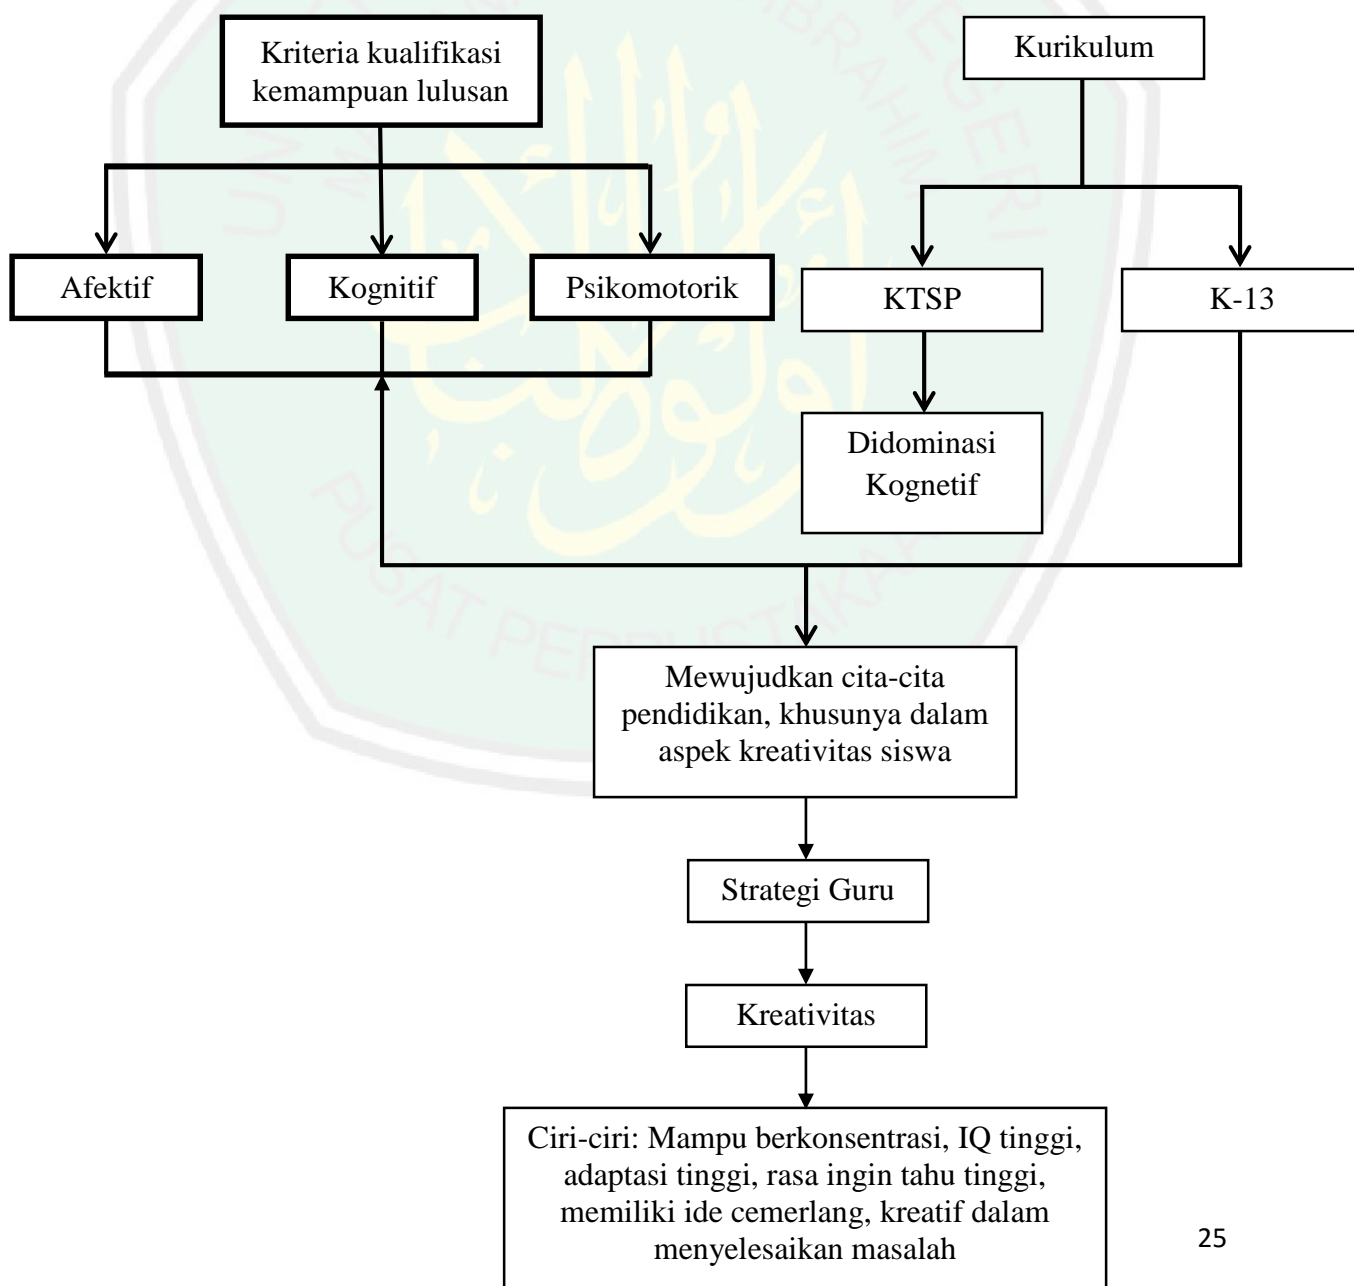 Kriteria kualifikasi
kemampuan lulusan
Kurikulum
Afektif
Kognitif
Psikomotorik
KTSP
K-13
Didominasi
Kognetif
Mewujudkan cita-cita
pendidikan, khusunya dalam
aspek kreativitas siswa
Strategi Guru
Kreativitas
Ciri-ciri: Mampu berkonsentrasi, IQ tinggi,
adaptasi tinggi, rasa ingin tahu tinggi,
memiliki ide cemerlang, kreatif dalam
menyelesaikan masalah
25